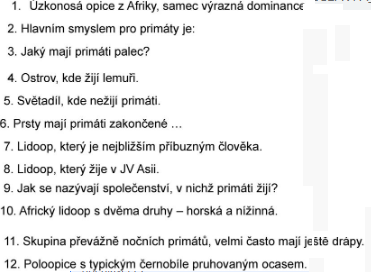 1. Úzkonosá opice z Afriky, samec výrazná dominance
2. Hlavním smyslem pro primáty je:
3. Jaký mají primáti palec?
4. Ostrov, kde žijí lemuři.
5. Světadíl, kde nežijí primáti.
6. Prsty mají primáti zakončené ...
7. Lidoop, který je nejbližším příbuzným člověka.
8. Lidoop, který žije v JV Asii.
9. Jak se nazývají společenství, v nichž primáti žijí?
10. Africký lidoop s dvěma druhy – horská a nížinná.
11. Skupina převážně nočních primátů, velmi často mají ještě drápy.
12. Poloopice s typickým černobíle pruhovaným ocasem.